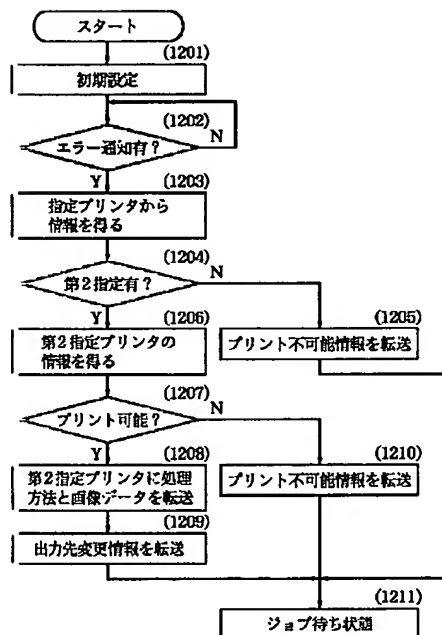 スタート
(1201)
初期設定
(1202)
エラー通知有？
N
Y
(1203)
指定プリンタから
情報を得る
(1204)
第2指定有？
N
Y
(1206)
第2指定プリンタの
情報を得る
(1205)
プリント不可能情報を転送
(1207)
プリント可能？
N
Y
(1208)
第2指定プリンタに処理
方法と画像データを転送
(1210)
プリント不可能情報を転送
(1209)
出力先変更情報を転送
(1211)
ジョブ待ち状態